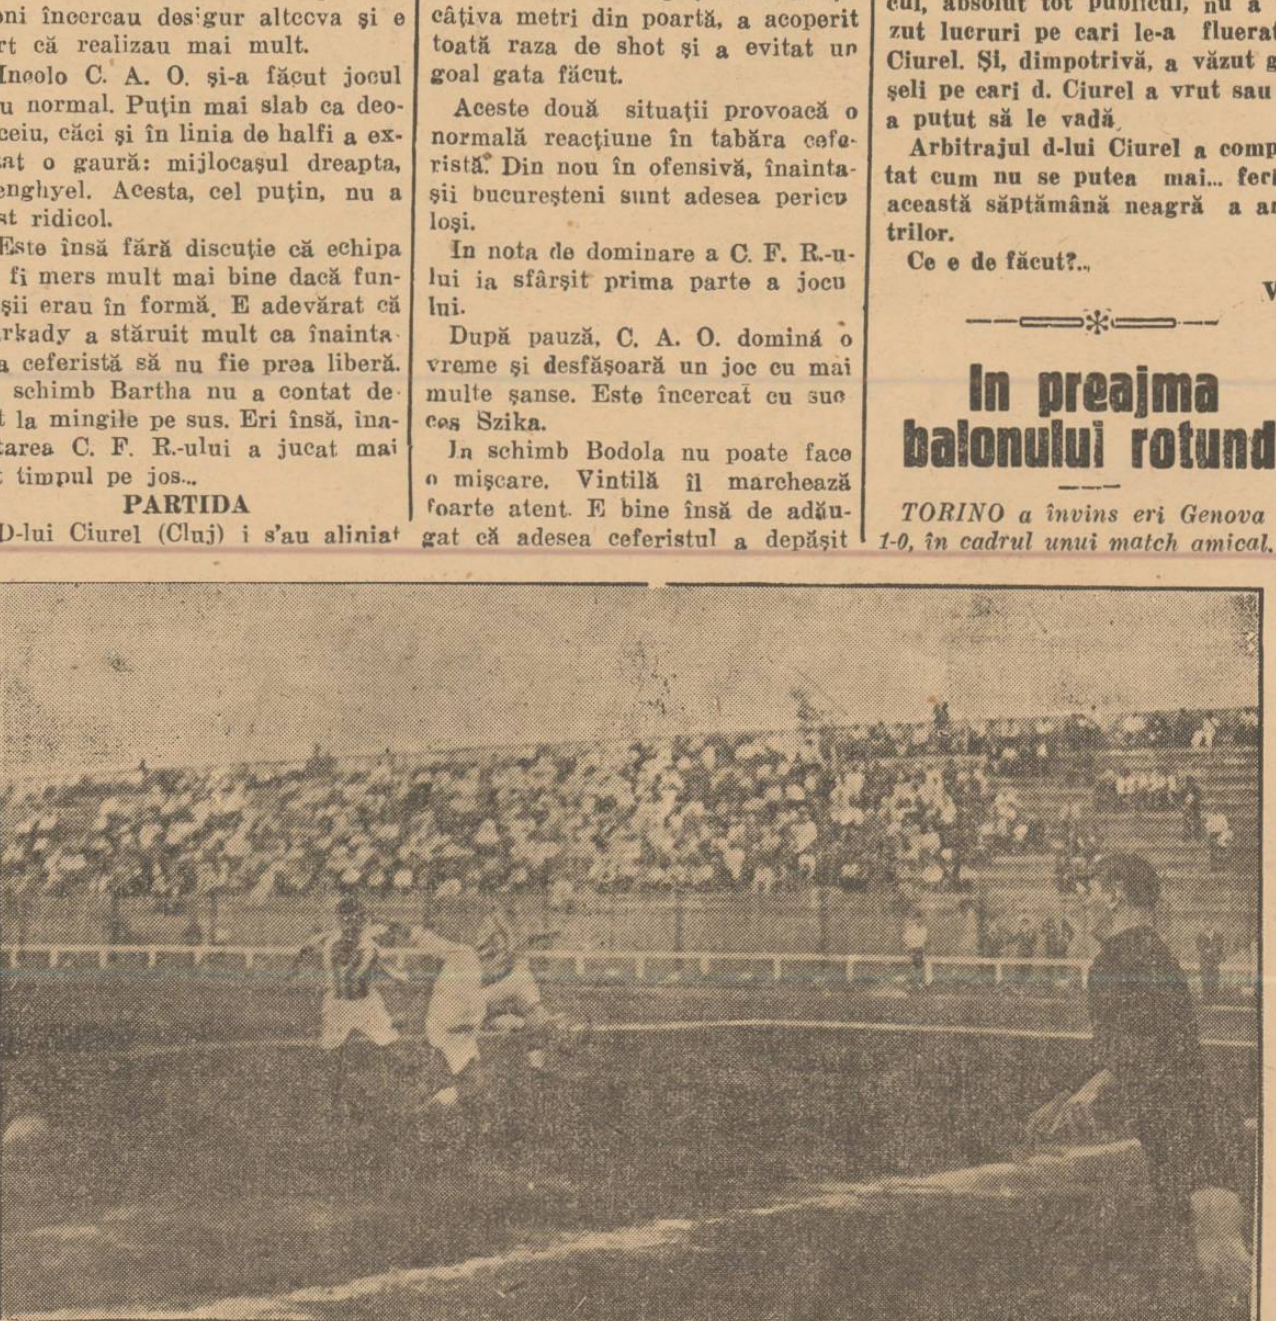 oni încercau desigur altceva şi e
rt că realizau mai mult.
Incolo C. A. O. şi-a făcut jocul
u normal. Puţin mai slab ca deo-
ceiu, căci şi în linia de halfi a ex-
tat o gaură: mijlocaşul dreapta,
enghyel. Acesta, cel puţin, nu a
st ridicol.
Este însă fără discuţie că echipa
fi mers mult mai bine dacă fun-
şii erau în formă. E adevărat că
rkady a stăruit mult ca înainta-
a ceferistă să nu fie prea liberă.
schimb Bartha nu a contat de-
t la mingile pe sus. Eri însă, îna-
tarea C. F. R.-ului a jucat mai
t timpul pe jos...
PARTIDA
D-lui Ciurel (Cluj) i s'au aliniat
câţiva metri din poartă, a acoperit
toată raza de shot şi a evitat un
goal gata făcut.
Aceste două situaţii provoacă o
normală reacţiune în tabăra cefe-
ristă. Din nou în ofensivă, înainta-
şii bucureşteni sunt adesea pericu
loşi.
In nota de dominare a C. F. R.-u-
lui ia sfârşit prima parte a jocu
lui.
După pauză, C. A. O. domină o
vreme şi desfăşoară un joc cu mai
multe şanse. Este încercat cu suc
ces Szika.
In schimb Bodola nu poate face
o mişcare. Vintilă îl marchează
foarte atent. E bine însă de adău-
gat că adesea ceferistul a depăşit
cul, absolut tot publicul, nu a
zut lucruri pe cari le-a fluerat
Ciurel. Şi, dimpotrivă, a văzut g
şeli pe cari d. Ciurel a vrut sau
a putut să le vadă.
Arbitrajul d-lui Ciurel a comp
tat cum nu se putea mai... feri
această săptămână neagră a a
trilor.
Ce e de făcut?..
V
In preajma
balonului rotund
TORINO a învins eri Genova
1-0, în cadrul unui match amical.